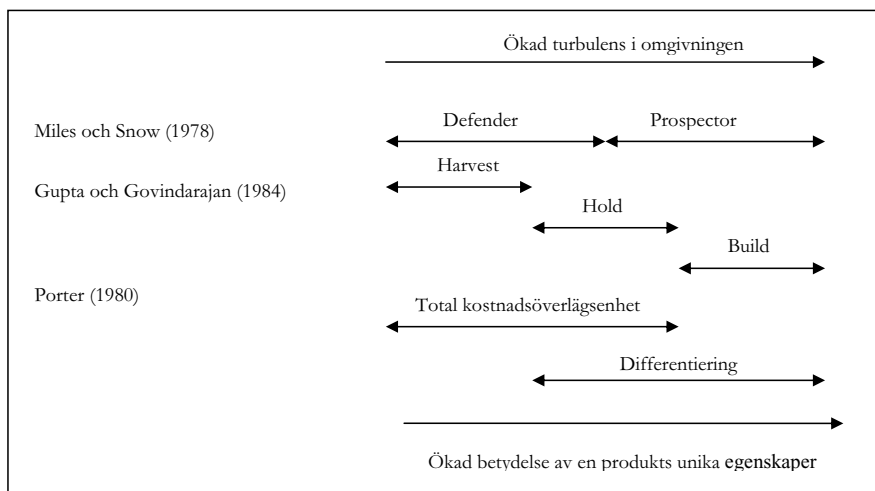 Ökad turbulens i omgivningen
Miles och Snow (1978)
Defender
Prospector
Harvest
Gupta och Govindarajan (1984)
Hold
Build
Porter (1980)
Total kostnadsöverlägsenhet
Differentiering
Ökad betydelse av en produkts unika egenskaper